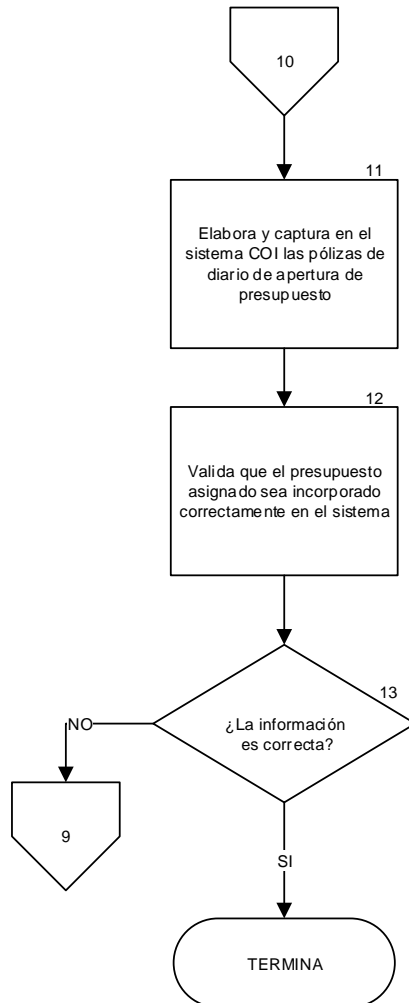 10
11
Elabora y captura en el
sistema COI las pólizas de
diario de apertura de
presupuesto
12
Valida que el presupuesto
asignado sea incorporado
correctamente en el sistema
13
¿La información
es correcta?
NO
9
SI
TERMINA